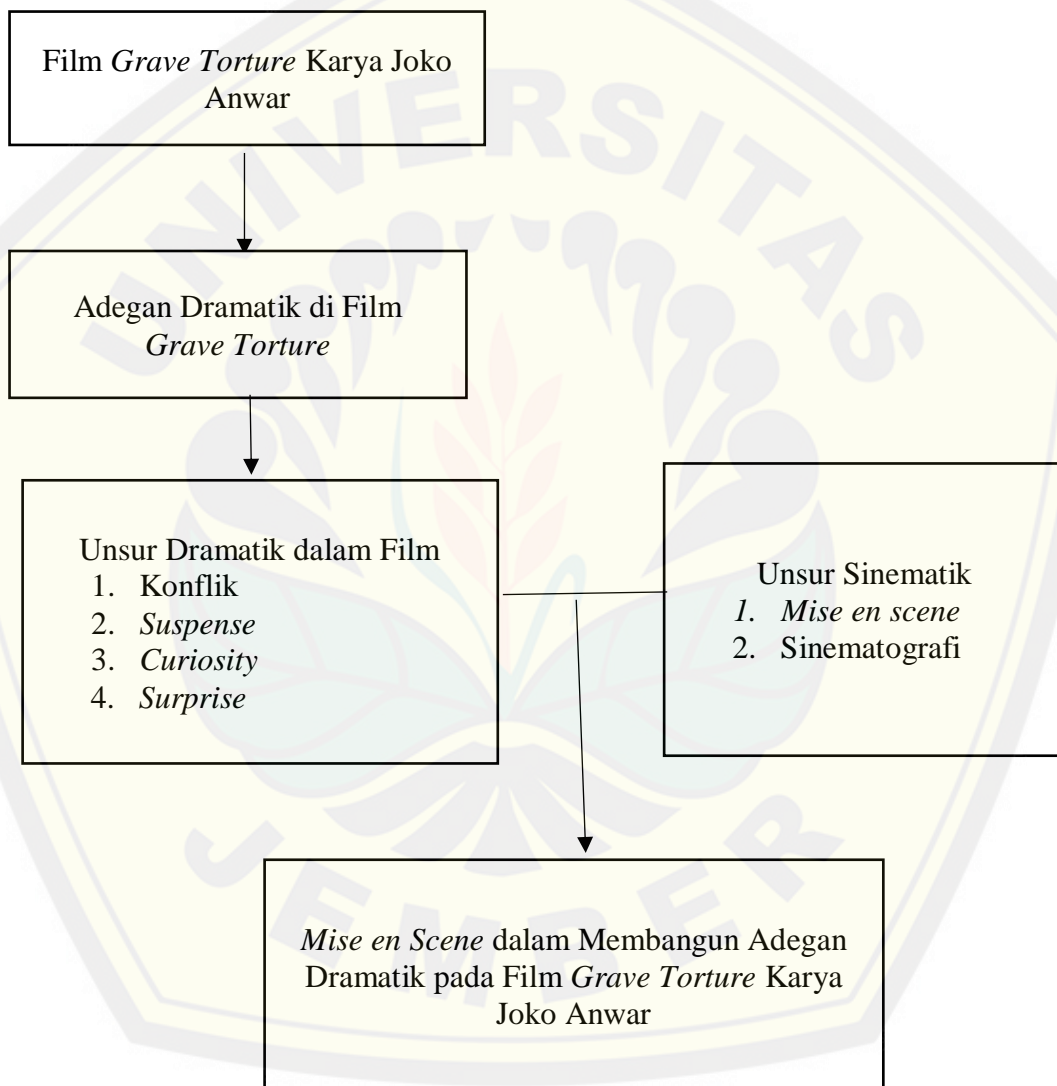 UNIVERSITAS
Film Grave Torture Karya Joko
Anwar
Adegan Dramatik di Film
Grave Torture
Unsur Dramatik dalam Film
1. Konflik
2. Suspense
3. Curiosity
4. Surprise
Unsur Sinematik
1. Mise en scene
2. Sinematografi
Mise en Scene dalam Membangun Adegan
Dramatik pada Film Grave Torture Karya
Joko Anwar
JEMBER